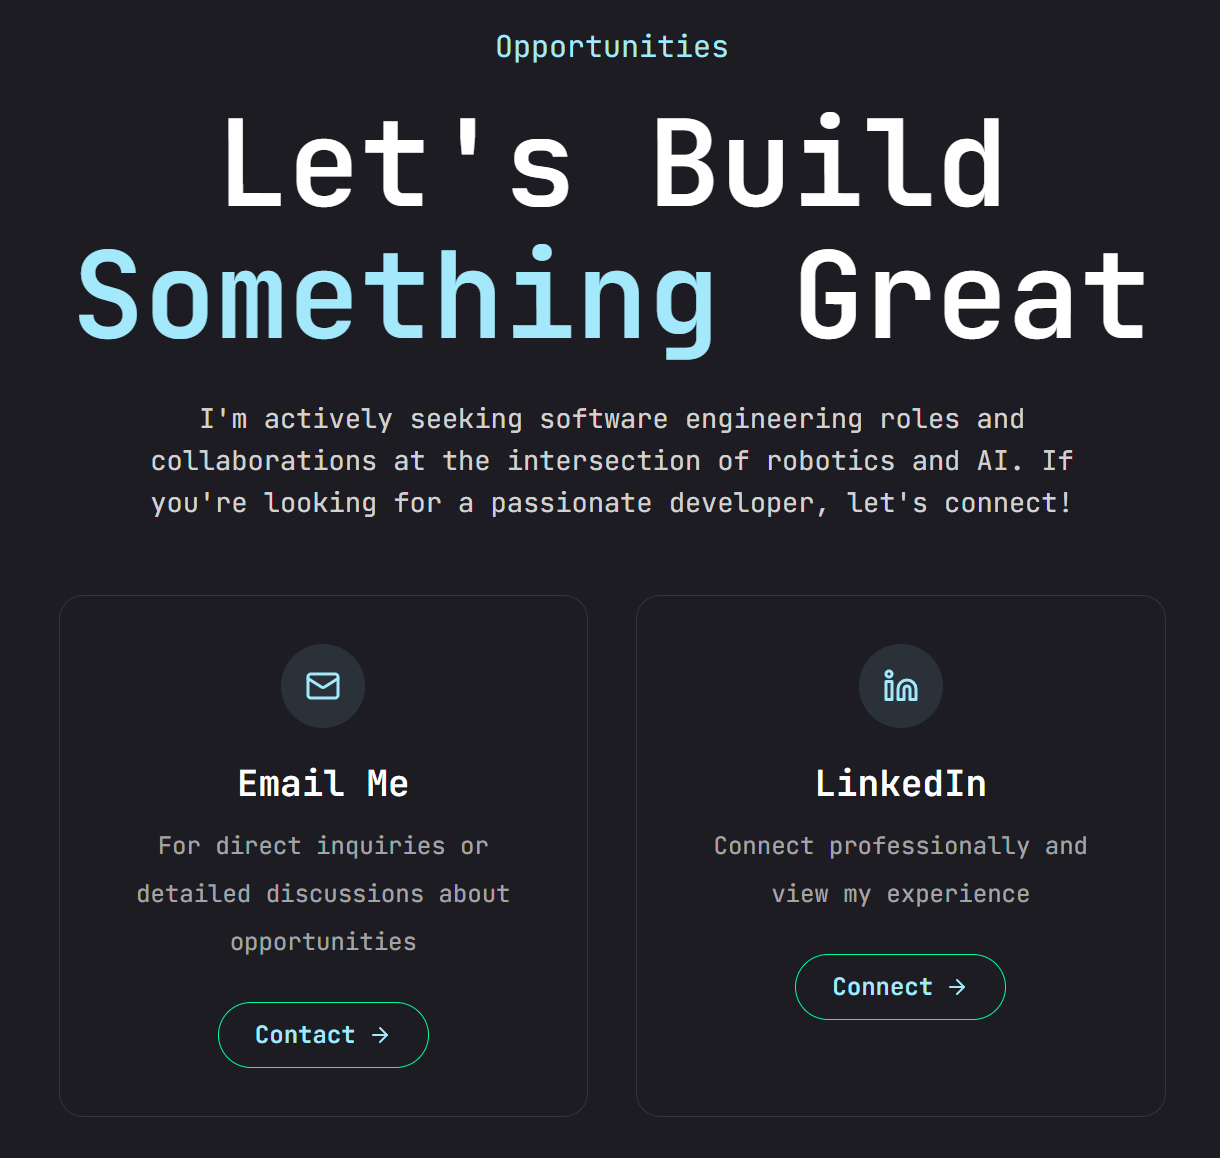 Opportunities
Let's Build
Something Great
I'm actively seeking software engineering roles and
collaborations at the intersection of robotics and AI. If
you're looking for a passionate developer, let's connect!
Email Me
For direct inquiries or
detailed discussions about
opportunities
Contact →
LinkedIn
Connect professionally and
view my experience
Connect →